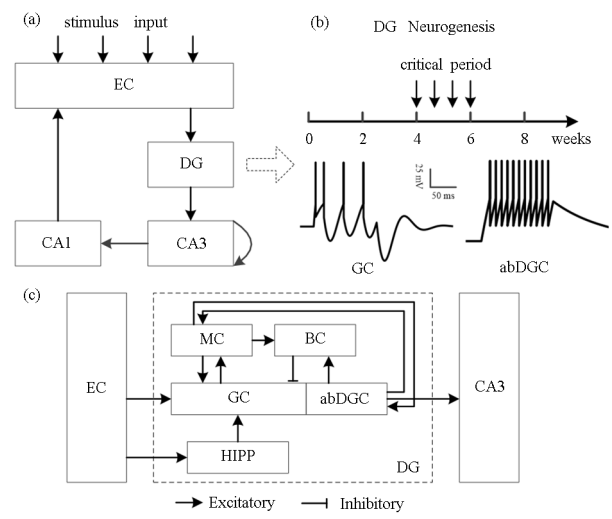 (a)
stimulus input
EC
DG
CA1
CA3
(b)
DG Neurogenesis
critical period
0 2 4 6 8 weeks
25 mV
50 ms
GC
abDGC
(c)
MC
BC
EC
GC
abDGC
CA3
HIPP
DG
Excitatory
Inhibitory